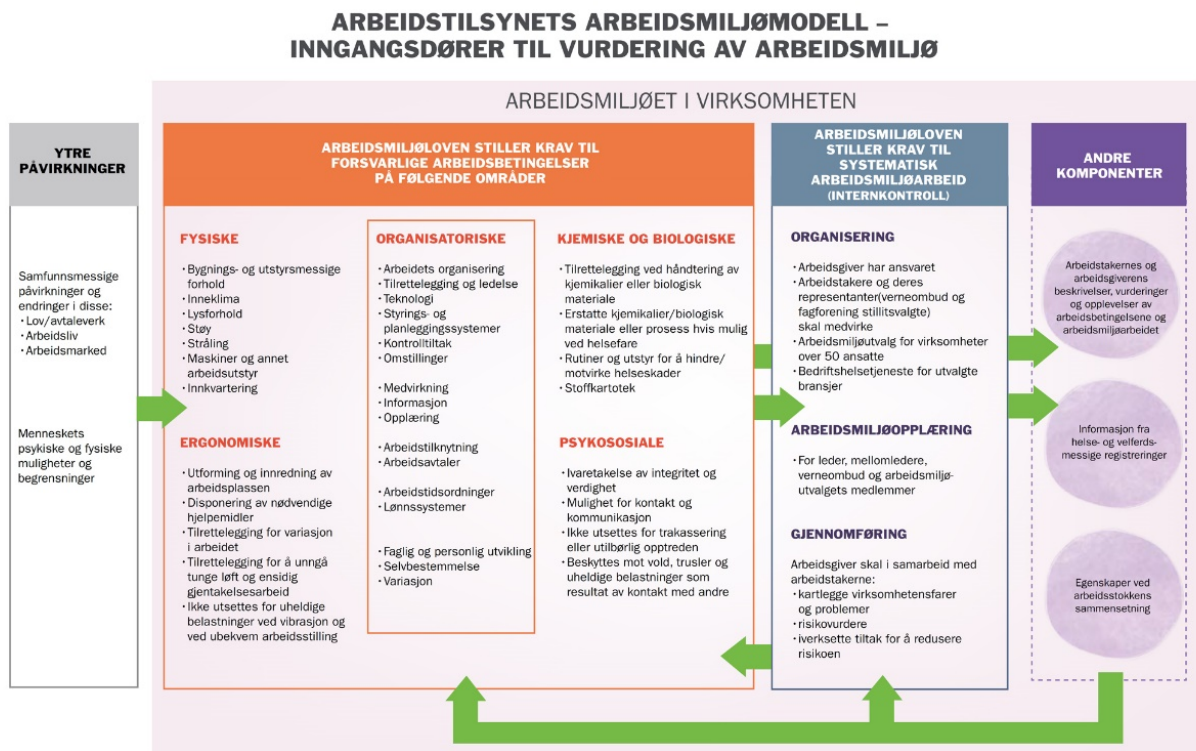 ARBEIDSTILSYNETS ARBEIDSMILJØMODELL –
INNGANGSDØRER TIL VURDERING AV ARBEIDSMILJØ
ARBEIDSMILJØET I VIRKSOMHETEN
YTRE
PÅVIRKNINGER
Samfunnsmessige
påvirkninger og
endringer i disse:
• Lov/avtaleverk
• Arbeidsliv
• Arbeidsmarked
Menneskets
psykiske og fysiske
muligheter og
begrensninger
ARBEIDSMILJØLOVEN STILLER KRAV TIL
FORSVARLIGE ARBEIDSBETINGELSER
PÅ FØLGENDE OMRÅDER
FYSISKE
• Bygnings- og utstyrsmessige
forhold
• Inneklima
• Lysforhold
• Støy
• Stråling
• Maskiner og annet
arbeidsutstyr
• Innkvartering
ERGONOMISKE
• Utforming og innredning av
arbeidsplassen
• Disponering av nødvendige
hjelpemidler
• Tilrettelegging for variasjon
i arbeidet
• Tilrettelegging for å unngå
tunge løft og ensidig
gjentakelsesarbeid
• Ikke utsettes for uheldige
belastninger ved vibrasjon og
ved ubekvem arbeidsstilling
ORGANISATORISKE
• Arbeidets organisering
• Tilrettelegging og ledelse
• Teknologi
• Styrings- og
planleggingssystemer
• Kontrolltiltak
• Omstillinger
• Medvirkning
• Informasjon
• Opplæring
• Arbeidstilknytning
• Arbeidsavtaler
• Arbeidstidsordninger
• Lønnssystemer
• Faglig og personlig utvikling
• Selvbestemmelse
• Variasjon
KJEMISKE OG BIOLOGISKE
• Tilrettelegging ved håndtering av
kjemikalier eller biologisk
materiale
• Erstatte kjemikalier/biologisk
materiale eller prosess hvis mulig
ved helsefare
• Rutiner og utstyr for å hindre/
motvirke helseskader
• Stoffkartotek
PSYKOSOSIALE
• Ivaretakelse av integritet og
verdighet
• Mulighet for kontakt og
kommunikasjon
• Ikke utsettes for trakassering
eller utilbørlig opptreden
• Beskyttes mot vold, trusler og
uheldige belastninger som
resultat av kontakt med andre
ARBEIDSMILJØLOVEN
STILLER KRAV TIL
SYSTEMATISK
ARBEIDSMILJØARBEID
(INTERNKONTROLL)
ORGANISERING
• Arbeidsgiver har ansvaret
• Arbeidstakere og deres
representanter(verneombud og
fagforening stillitsvalgte)
skal medvirke
• Arbeidsmiljøutvalg for virksomheter
over 50 ansatte
• Bedriftshelsetjeneste for utvalgte
bransjer
ARBEIDSMILJØOPPLÆRING
• For leder, mellomledere,
verneombud og arbeidsmiljø-
utvalgets medlemmer
GJENNOMFØRING
Arbeidsgiver skal i samarbeid med
arbeidstakerne:
• kartlegge virksomhetensfarer
og problemer
• risikovurdere
• iverksette tiltak for å redusere
risikoen
ANDRE
KOMPONENTER
Arbeidstakernes og
arbeidsgiverens
beskrivelser, vurderinger
og opplevelser av
arbeidsbetingelsene og
arbeidsmiljøarbeidet
Informasjon fra
helse- og velferds-
messige registreringer
Egenskaper ved
arbeidsstokkens
sammensetning